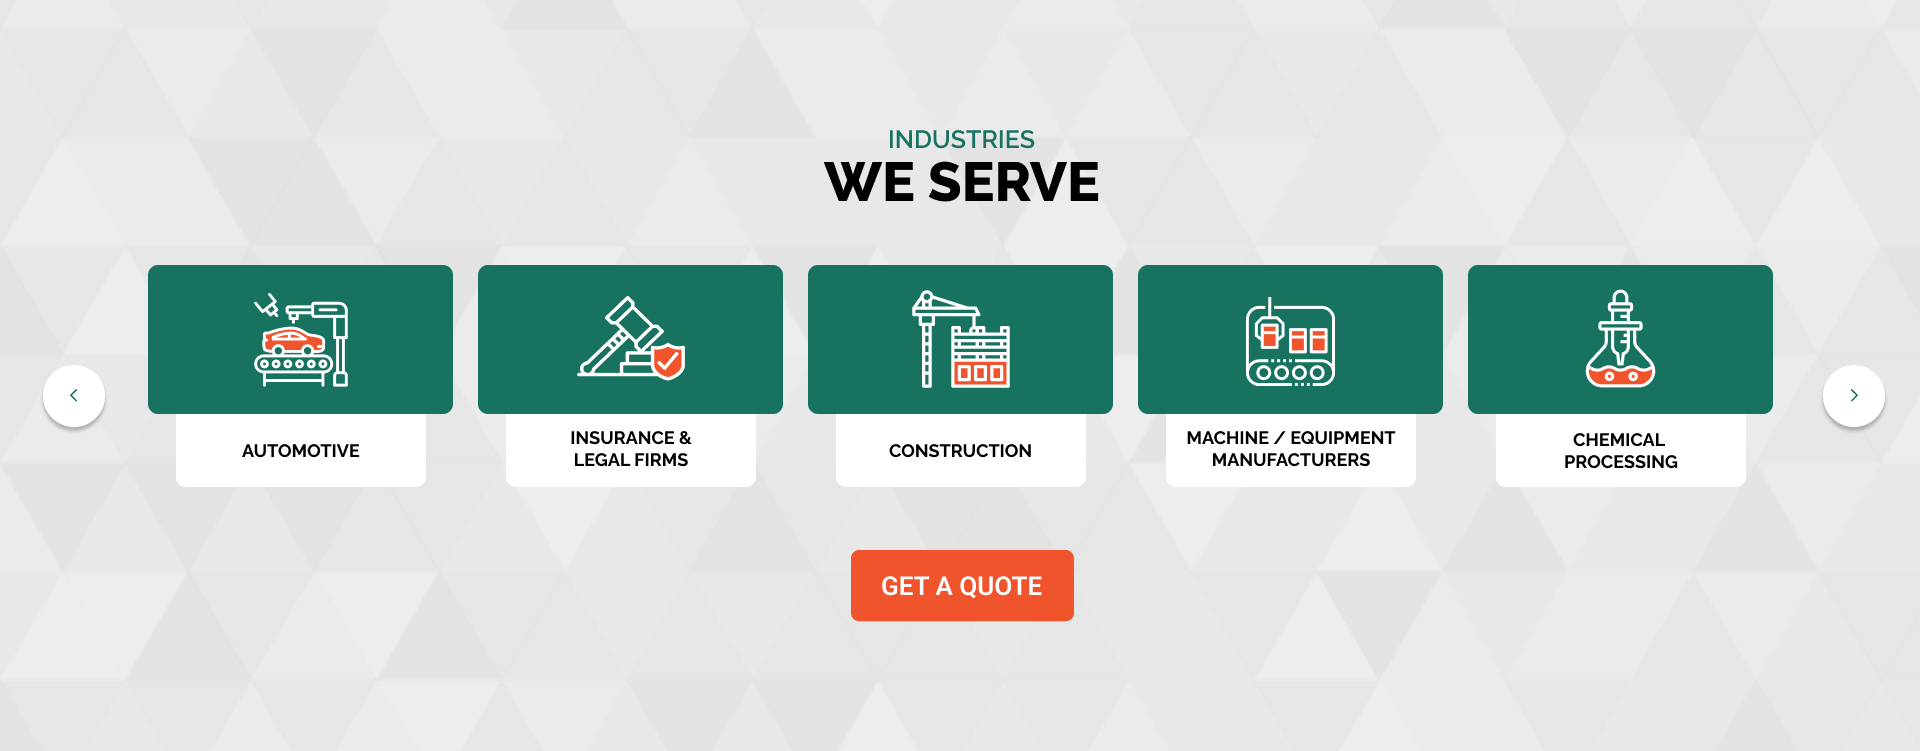 INDUSTRIES
WE SERVE
AUTOMOTIVE
INSURANCE &
LEGAL FIRMS
CONSTRUCTION
MACHINE / EQUIPMENT
MANUFACTURERS
CHEMICAL
PROCESSING
GET A QUOTE